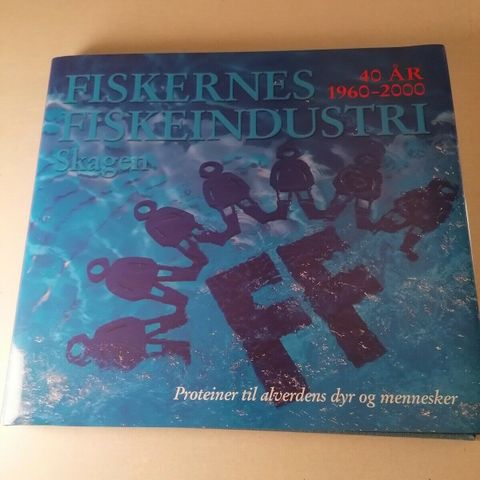 FISKERNES
FISKEINDUSTRI
Skagen
40 ÅR
1960-2000
FF
Proteiner til alverdens dyr og mennesker